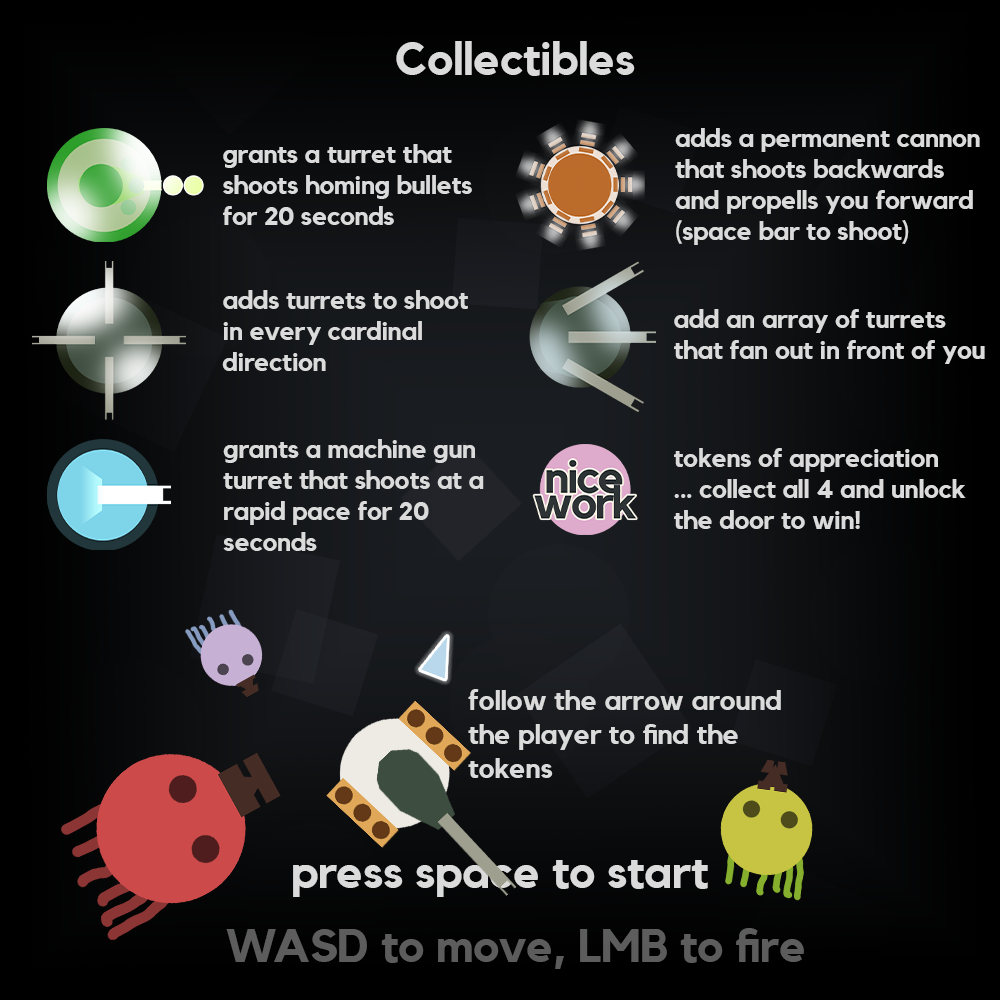 Collectibles
grants a turret that
shoots homing bullets
for 20 seconds
adds a permanent cannon
that shoots backwards
and propells you forward
(space bar to shoot)
adds turrets to shoot
in every cardinal
direction
add an array of turrets
that fan out in front of you
grants a machine gun
turret that shoots at a
rapid pace for 20
seconds
nice
work
tokens of appreciation
... collect all 4 and unlock
the door to win!
follow the arrow around
the player to find the
tokens
press space to start
WASD to move, LMB to fire